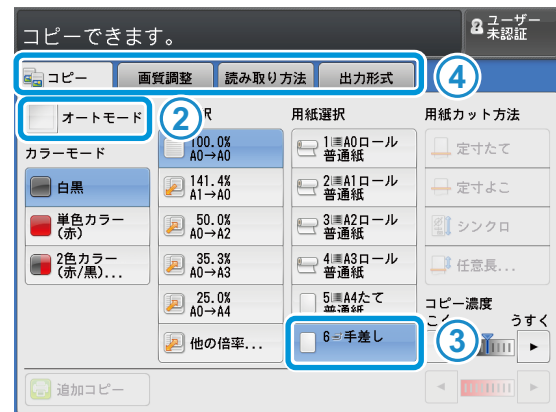 コピーできます。
ユーザー
未認証
コピー
画質調整
読み取り方法
出力形式
④
オートモード
②
R
用紙選択
用紙カット方法
カラーモード
白黒
単色カラー
(赤)
2色カラー
(赤/黒)...
100.0%
A0→A0
141.4%
A1→A0
50.0%
A0→A2
35.3%
A0→A3
25.0%
A0→A4
他の倍率...
1 A0ロール
普通紙
2 A1ロール
普通紙
3 A2ロール
普通紙
4 A3ロール
普通紙
5 A4たて
普通紙
6 手差し
③
定寸たて
定寸よこ
シンクロ
任意長...
コピー濃度
こく
うすく
追加コピー